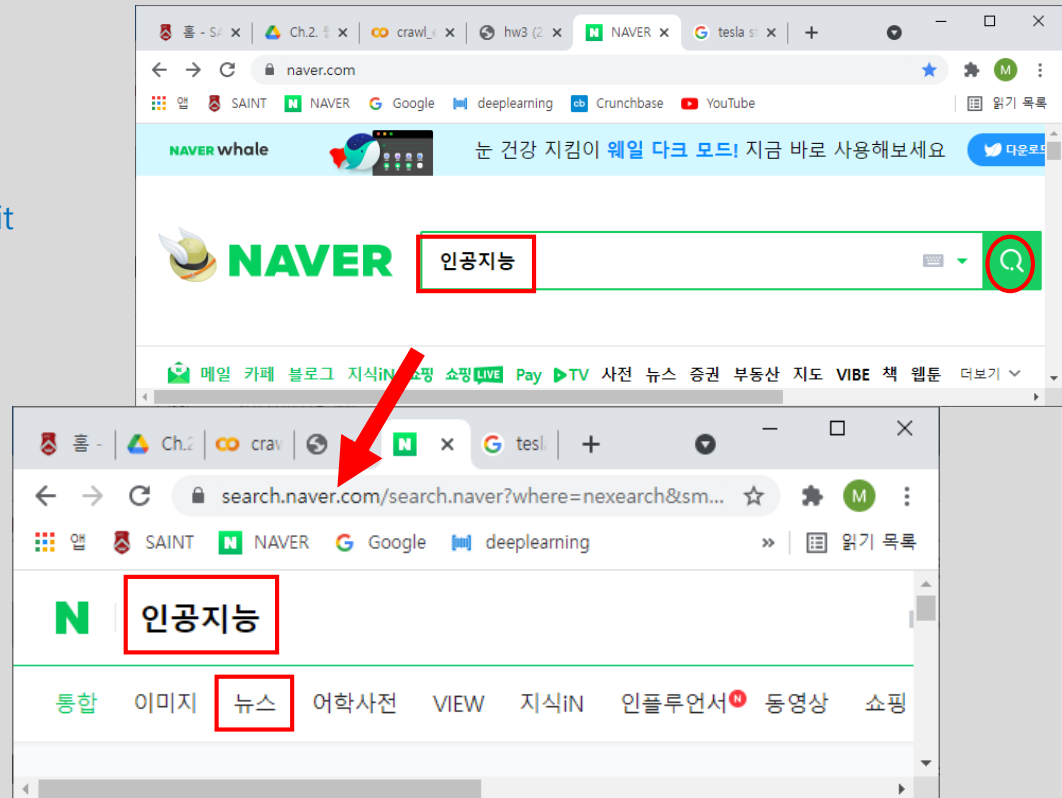 홈 - S/ Ch.2. crawl_ hw3 (2 NAVER tesla s
naver.com M
앱 SAINT NAVER Google deeplearning cb Crunchbase YouTube 읽기 목록
NAVER whale 눈 건강 지킴이 웨일 다크 모드! 지금 바로 사용해보세요 다운로드
it
NAVER 인공지능
메일 카페 블로그 지식iN 쇼핑 쇼핑LIVE Pay TV 사전 뉴스 증권 부동산 지도 VIBE 책 웹툰 더보기
홈 - Ch.2 craw N tesl
search.naver.com/search.naver?where=nexearch&sm... M
앱 SAINT NAVER Google deeplearning » 읽기 목록
N 인공지능
통합 이미지 뉴스 어학사전 VIEW 지식iN 인플루언서 N 동영상 쇼핑